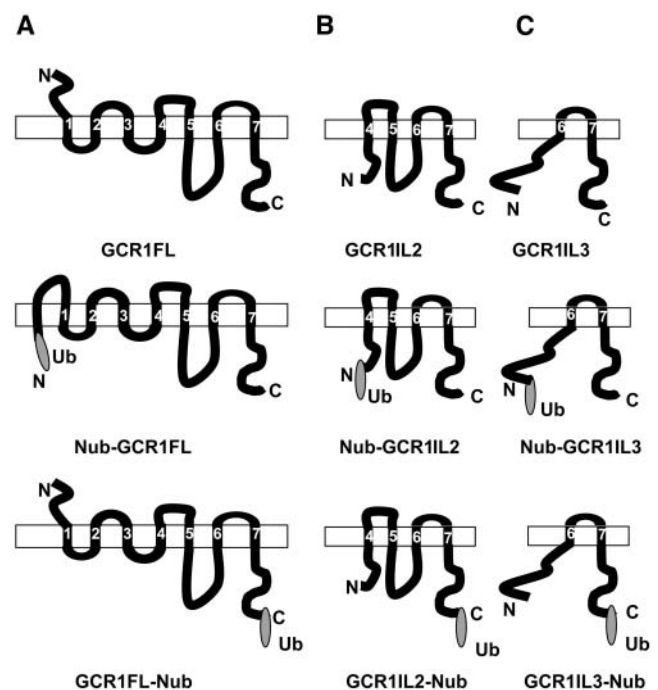 A B C
N
1 2 3 4 5 6 7
C
GCR1FL
4 5 6 7
N
C
GCR1IL2
6 7
N
C
GCR1IL3
1 2 3 4 5 6 7
Ub
N
C
Nub-GCR1FL
4 5 6 7
N
Ub
C
Nub-GCR1IL2
6 7
N
Ub
C
Nub-GCR1IL3
N
1 2 3 4 5 6 7
C
Ub
GCR1FL-Nub
4 5 6 7
N
C
Ub
GCR1IL2-Nub
6 7
N
C
Ub
GCR1IL3-Nub